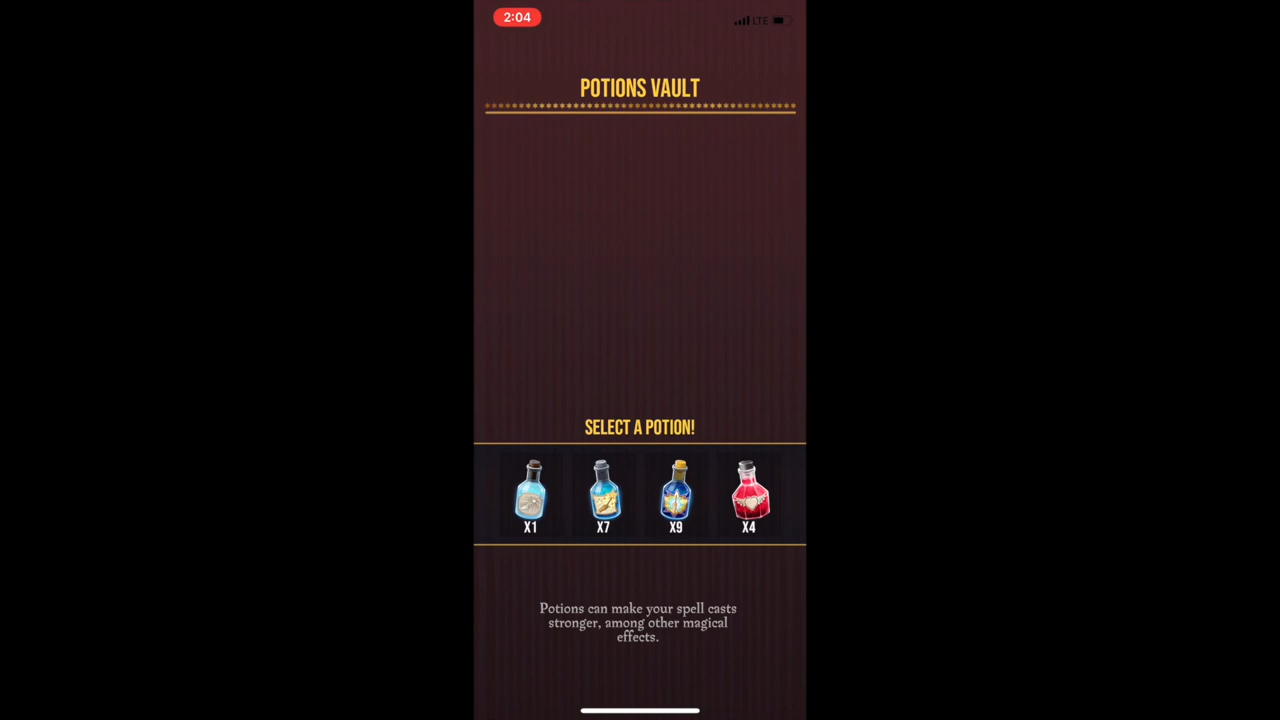 2:04
LTE
POTIONS VAULT
SELECT A POTION!
X1 X7 X9 X4
Potions can make your spell casts
stronger, among other magical
effects.